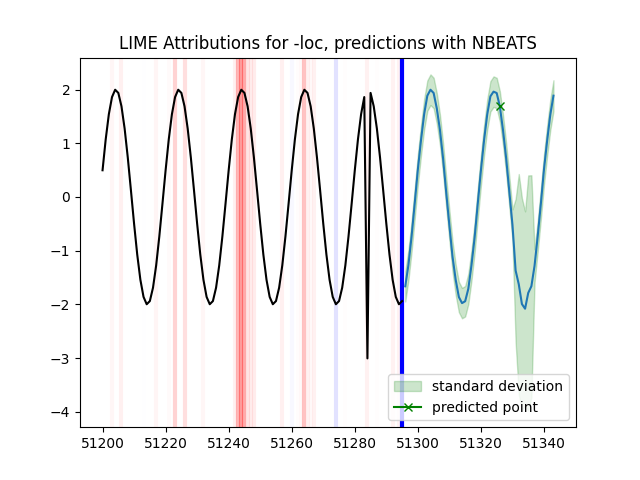 LIME Attributions for -loc, predictions with NBEATS
2
1
0
−1
−2
−3
−4
standard deviation
predicted point
51200 51220 51240 51260 51280 51300 51320 51340